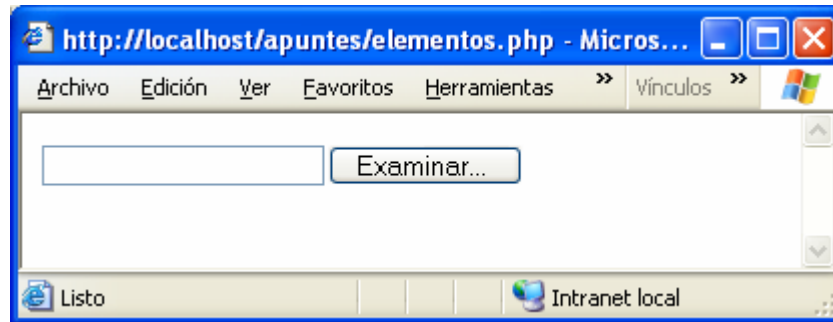 http://localhost/apuntes/elementos.php - Micros...
Archivo Edición Ver Favoritos Herramientas » Vínculos »
Examinar...
Listo Intranet local